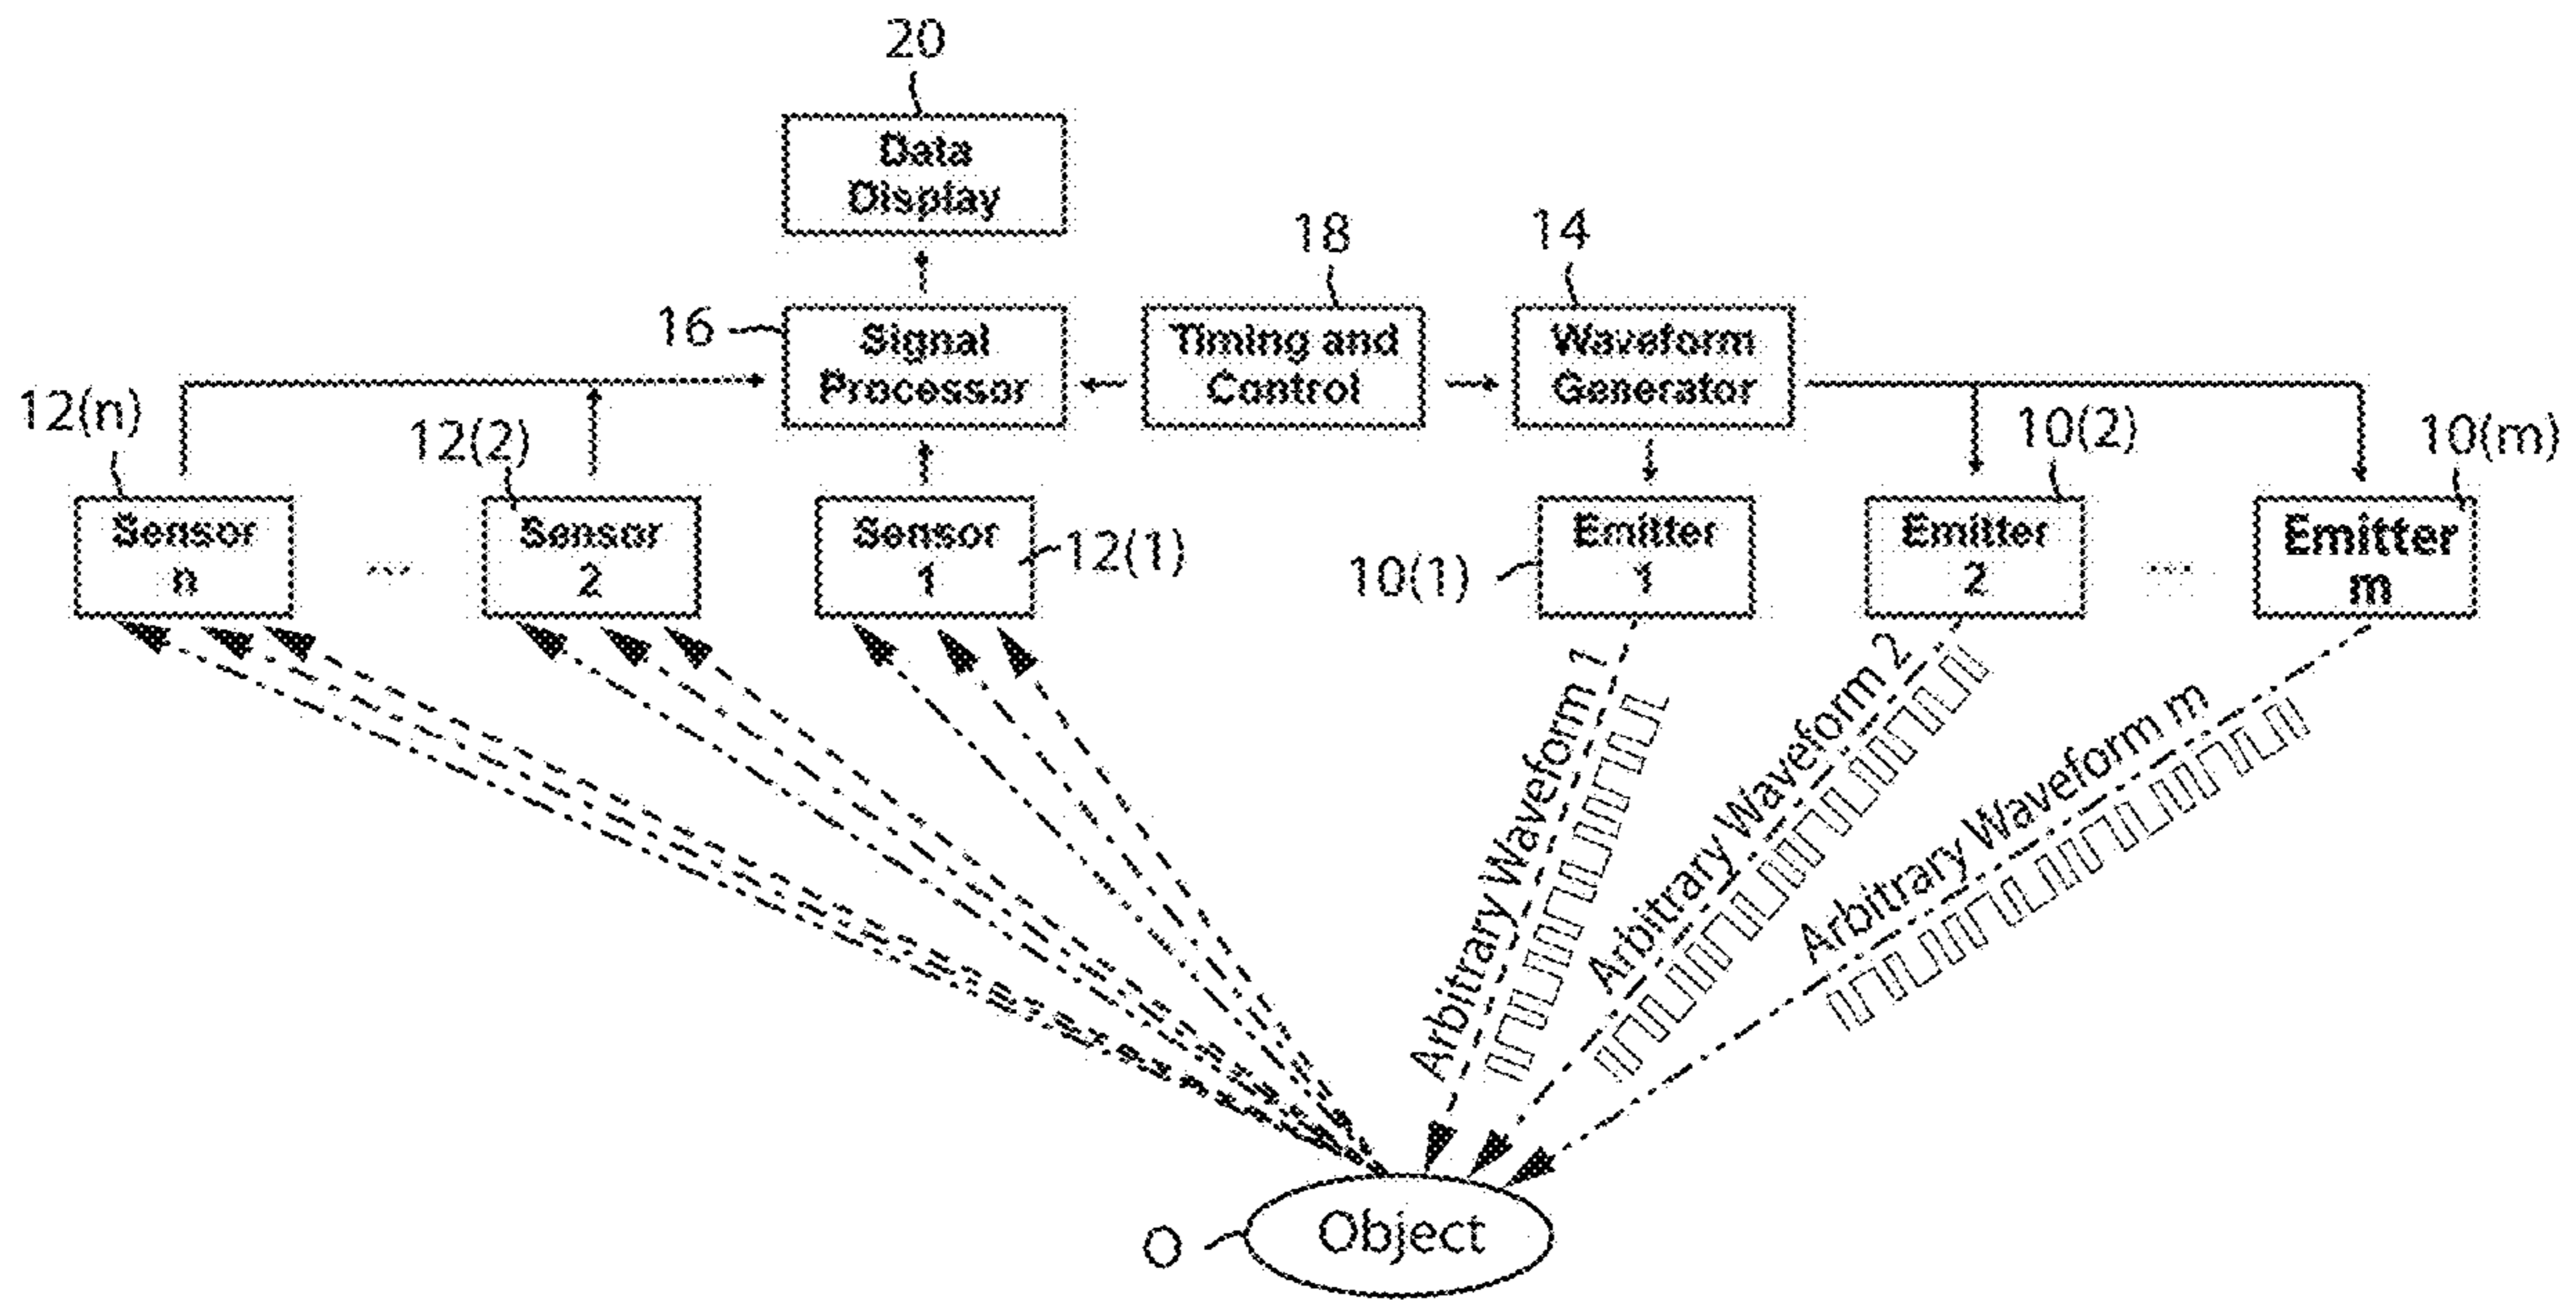 20
Data
Display
18
14
16
Signal
Processor
Timing and
Control
Waveform
Generator
12(n)
12(2)
10(2)
10(m)
Sensor
n
...
Sensor
2
Sensor
1
12(1)
10(1)
Emitter
1
Emitter
2
...
Emitter
m
Arbitrary Waveform 1
Arbitrary Waveform 2
Arbitrary Waveform m
O
Object